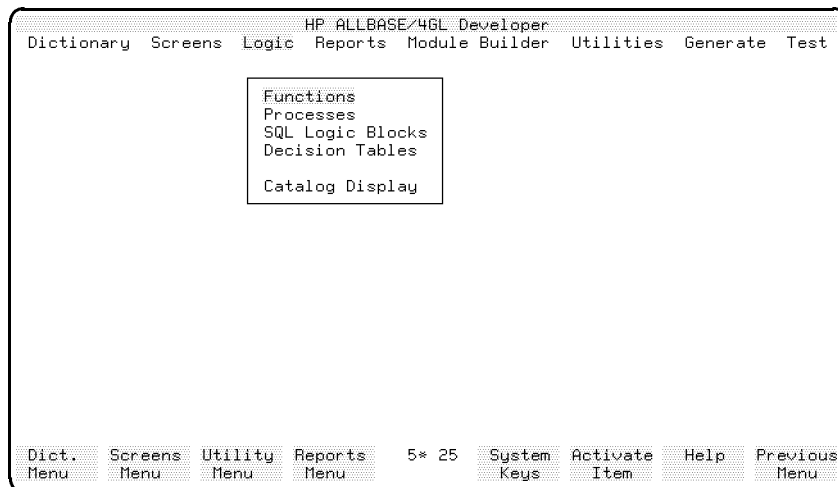 HP ALLBASE/4GL Developer
Dictionary Screens Logic Reports Module Builder Utilities Generate Test
Functions
Processes
SQL Logic Blocks
Decision Tables
Catalog Display
Dict. Screens Utility Reports 5* 25 System Activate Help Previous
Menu Menu Menu Menu Keys Item Menu